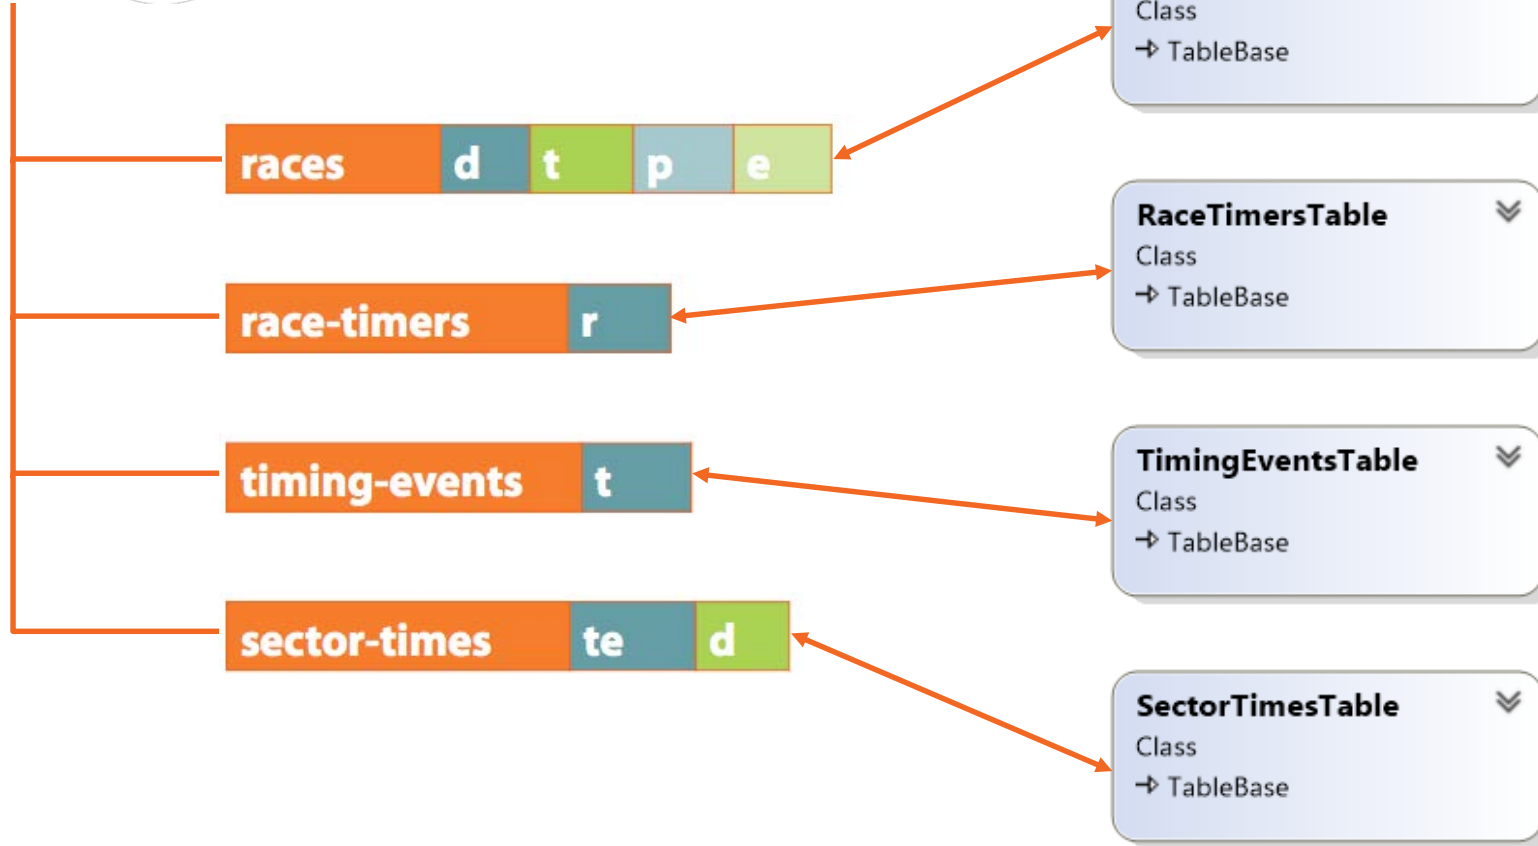 Class
TableBase
races d t p e
RaceTimersTable
Class
TableBase
race-timers r
TimingEventsTable
Class
TableBase
timing-events t
sector-times te d
SectorTimesTable
Class
TableBase